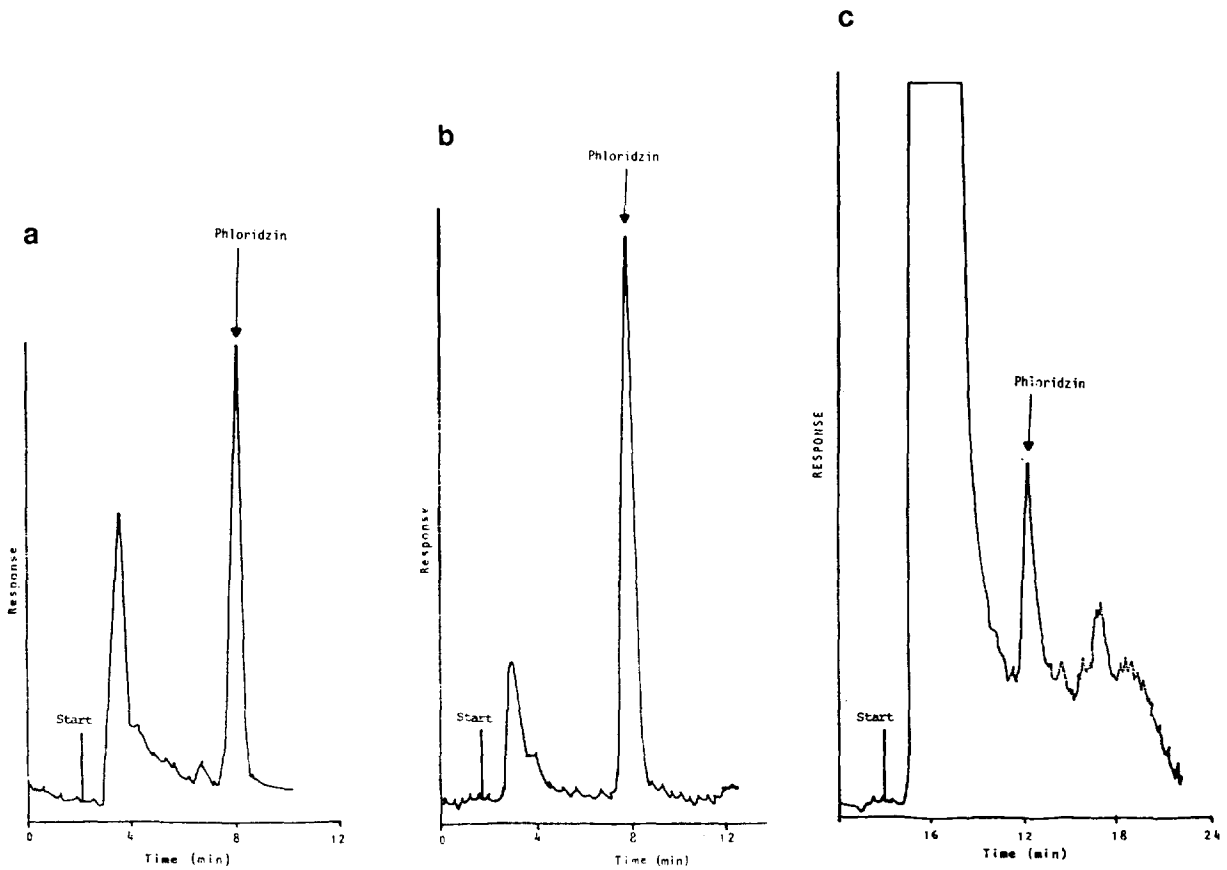 a
Phloridzin
Response
Start
0 4 8 12
Time (min)
b
Phloridzin
Response
Start
0 4 8 12
Time (min)
c
Phloridzin
RESPONSE
Start
16 12 18 24
Time (min)